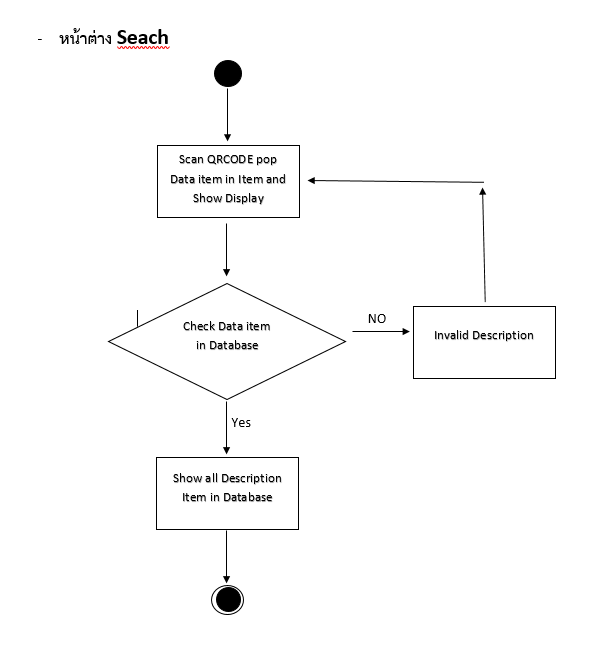 - หน้าต่าง Seach
Scan QRCODE pop
Data item in Item and
Show Display
Check Data item
in Database
NO
Invalid Description
Yes
Show all Description
Item in Database